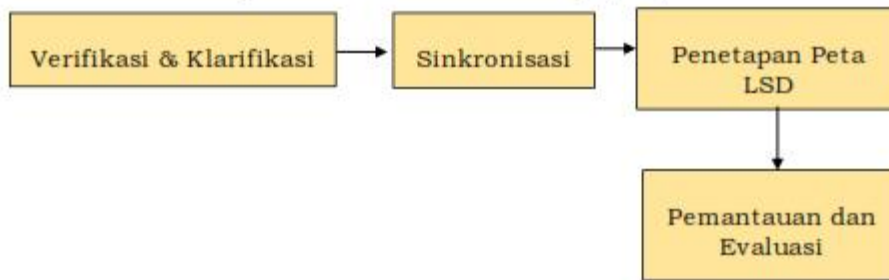 Verifikasi & Klarifikasi
Sinkronisasi
Penetapan Peta
LSD
Pemantauan dan
Evaluasi